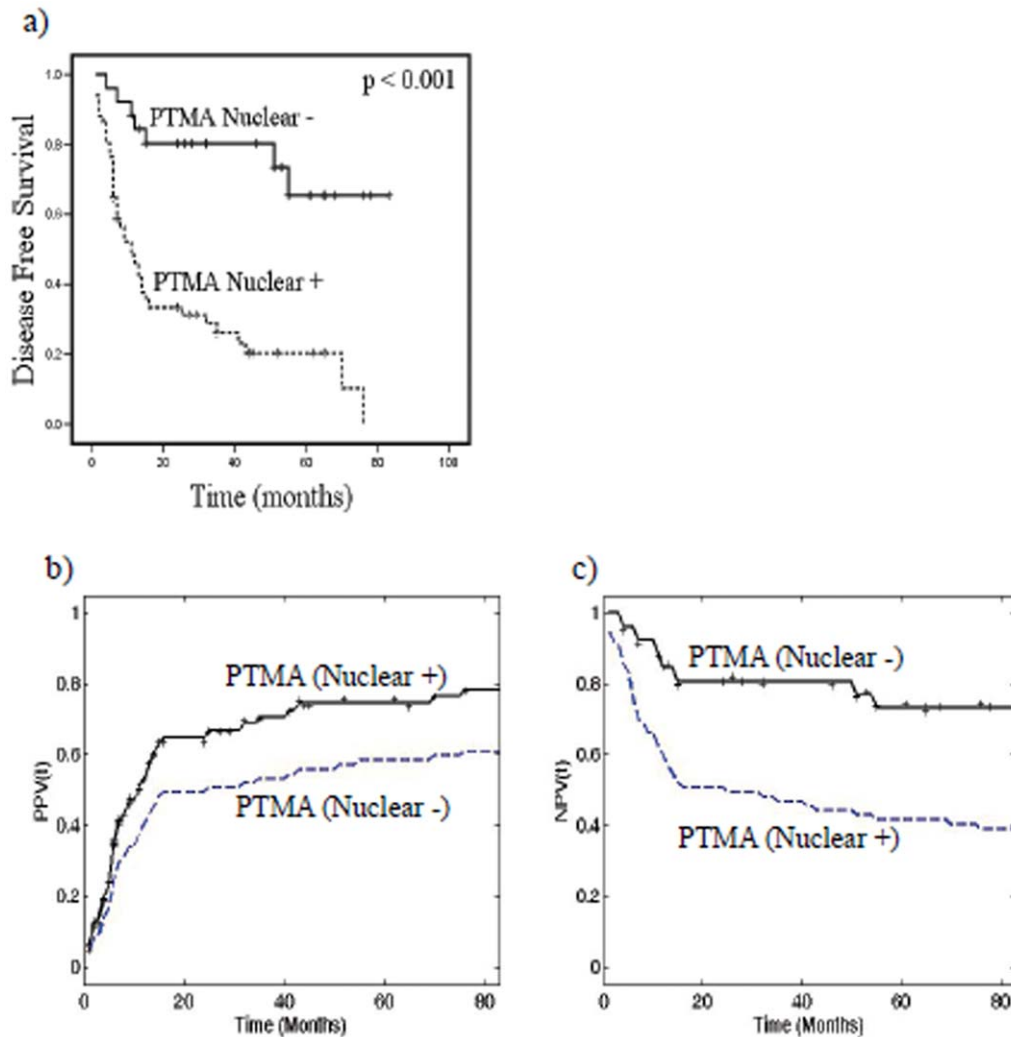 a)
p < 0.001
1.0
PTMA Nuclear -
0.8
0.6
PTMA Nuclear +
0.4
0.2
0.0
Disease Free Survival
0 20 40 60 80 100
Time (months)
b)
1
PTMA (Nuclear +)
0.8
0.6
PTMA (Nuclear -)
0.4
0.2
0
PPV(t)
0 20 40 60 80
Time (Months)
c)
1
PTMA (Nuclear -)
0.8
0.6
0.4
PTMA (Nuclear +)
0.2
0
NPV(t)
0 20 40 60 80
Time (Months)